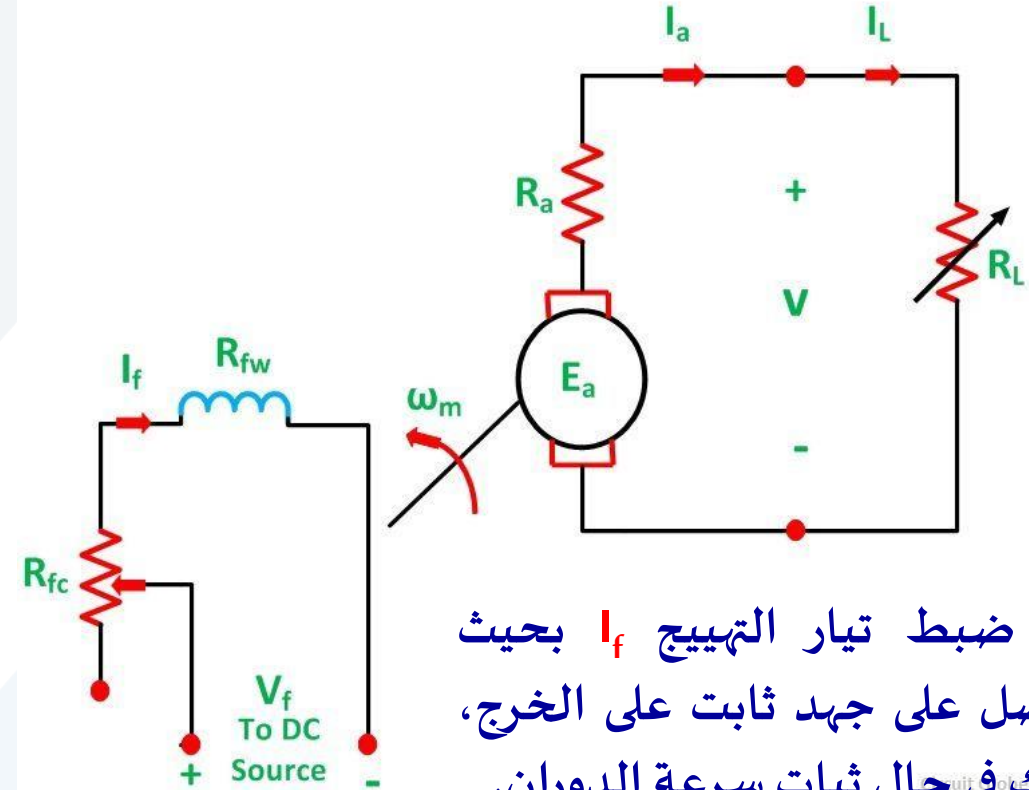 Ia IL
Ra
+
V
-
RL
Ea
ωm
If
Rfw
Rfc
Vf
To DC
Source
+ -
ضبط تيار التهييج If بحيث
على جهد ثابت على الخرج،
حال ثبات سرعة الدوران.